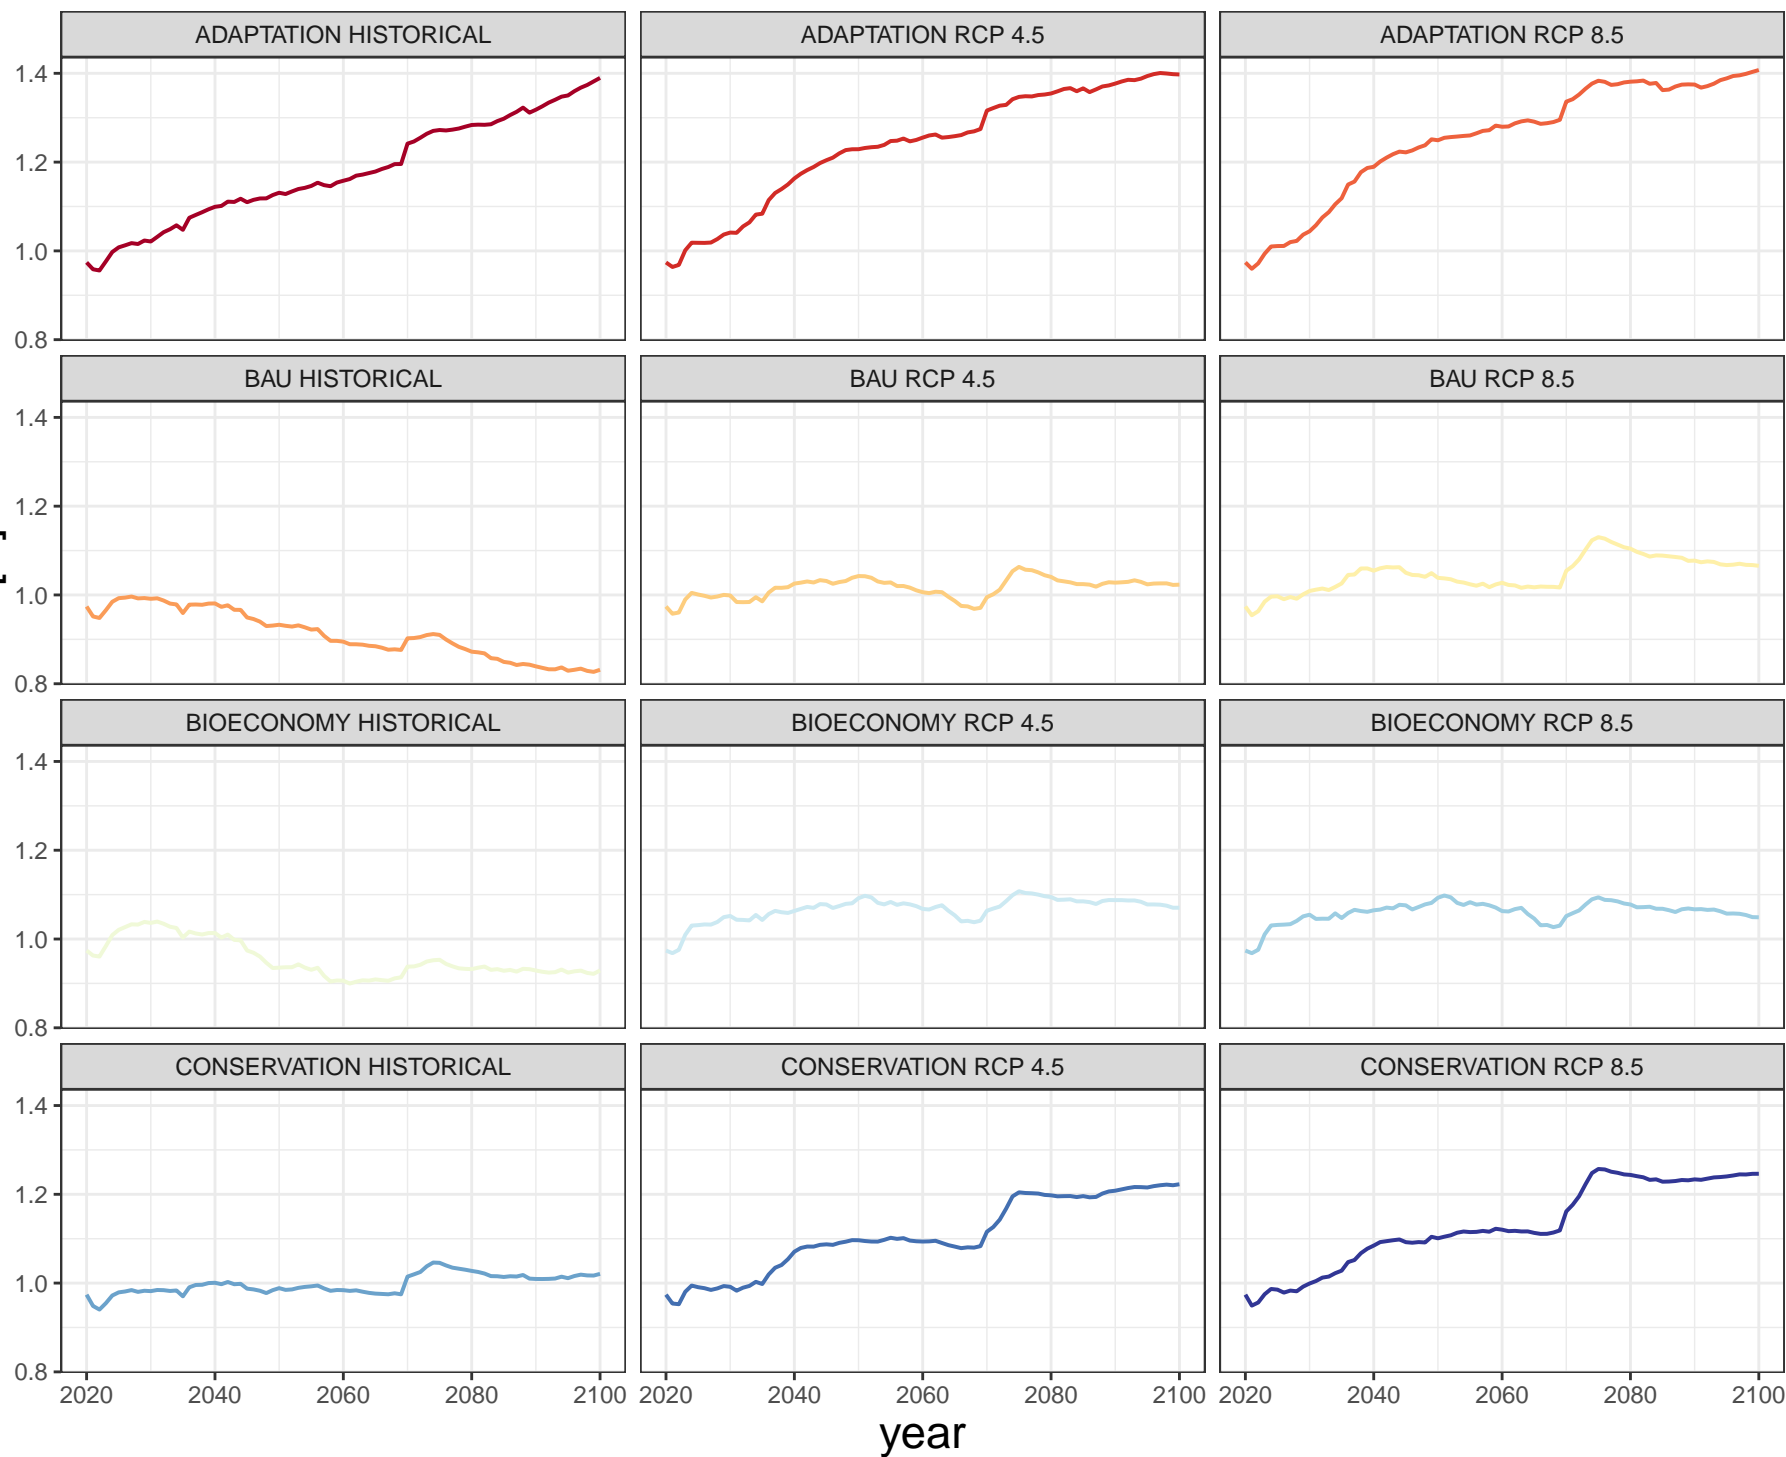 ADAPTATION HISTORICAL ADAPTATION RCP 4.5 ADAPTATION RCP 8.5
1.4
1.2
1.0
0.8
BAU HISTORICAL BAU RCP 4.5 BAU RCP 8.5
1.4
1.2
1.0
0.8
BIOECONOMY HISTORICAL BIOECONOMY RCP 4.5 BIOECONOMY RCP 8.5
1.4
1.2
1.0
0.8
CONSERVATION HISTORICAL CONSERVATION RCP 4.5 CONSERVATION RCP 8.5
1.4
1.2
1.0
0.8
2020 2040 2060 2080 2100 2020 2040 2060 2080 2100 2020 2040 2060 2080 2100
year